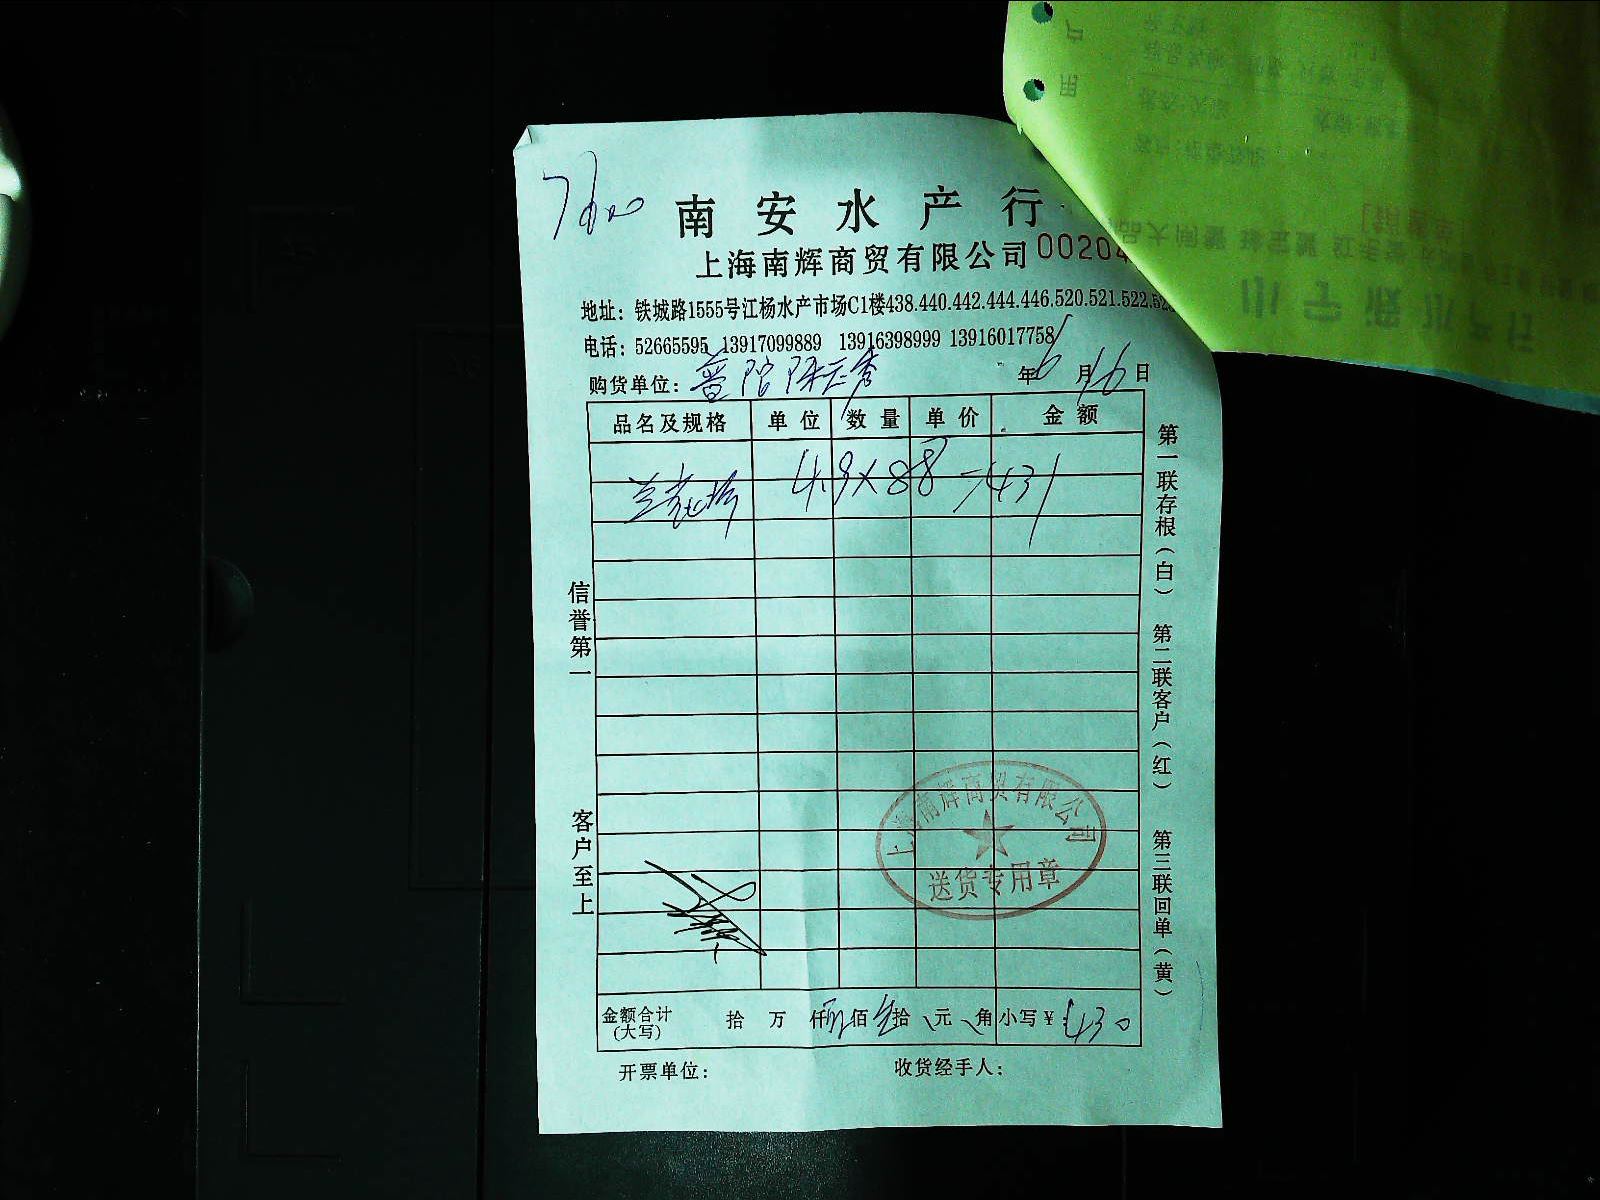 南安水产行
上海南辉商贸有限公司 00204
地址：铁城路1555号江杨水产市场C1楼438.440.442.444.446.520.521.522.52
电话：52665595 13917099889 13916398999 13916017758
购货单位：普陀 年6月16日
品名及规格 单位 数量 单价 金额
4.9×88=431
信誉第一
客户至上
第一联存根（白） 第二联客户（红） 第三联回单（黄）
上海南辉商贸有限公司
送货专用章
金额合计（大写） 拾 万 仟 佰 拾 元 角 小写¥：430
开票单位： 收货经手人：